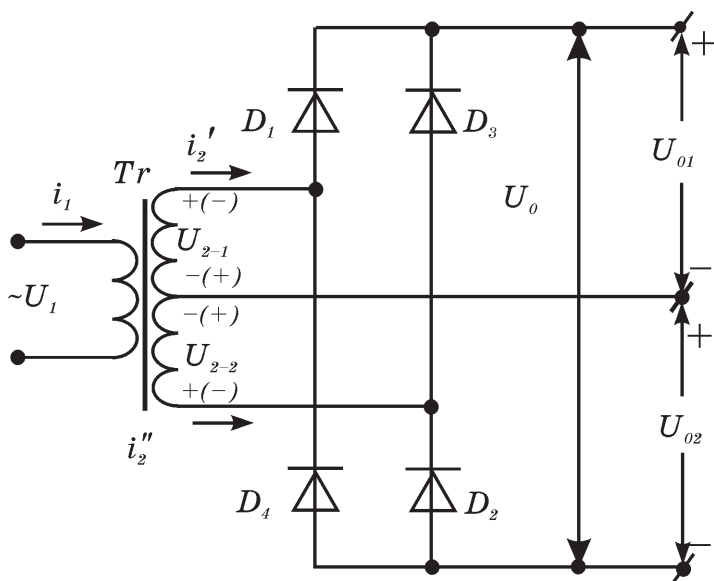 +
D₁
D₃
i₂′
U₀₁
Tr
i₁
+(−)
U₀
U₂₋₁
−
−(+)
~U₁
−(+)
+
U₂₋₂
+(−)
U₀₂
i₂″
D₄
D₂
−